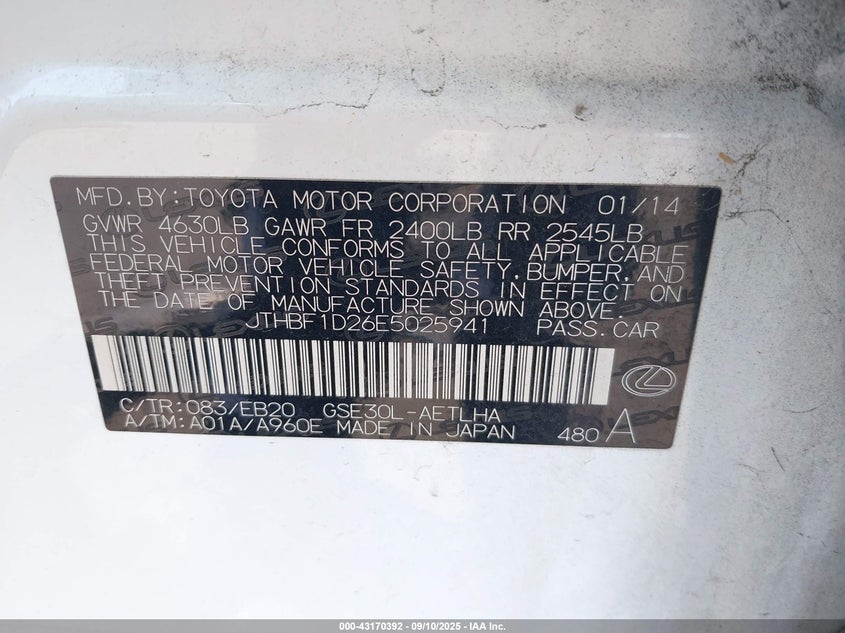 MFD.BY:TOYOTA MOTOR CORPORATION 01/14
GVWR 4630LB GAWR FR 2400LB RR 2545LB
THIS VEHICLE CONFORMS TO ALL APPLICABLE
FEDERAL MOTOR VEHICLE SAFETY,BUMPER,AND
THEFT PREVENTION STANDARDS IN EFFECT ON
THE DATE OF MANUFACTURE SHOWN ABOVE.
JTHBF1D26E5025941 PASS.CAR
C/TR:083/EB20 GSE30L-AETLHA
A/TM:A01A/A960E MADE IN JAPAN 480 A
000-43170392 - 09/10/2025 - IAA Inc.